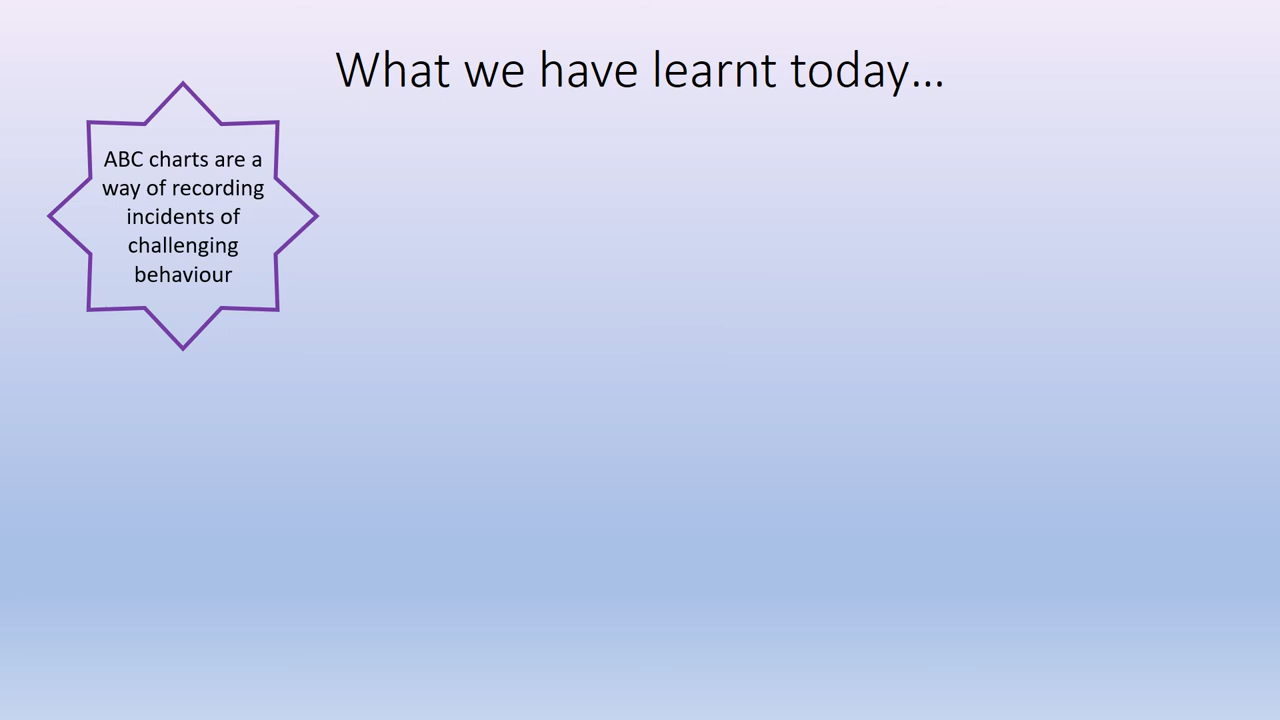 What we have learnt today...
ABC charts are a
way of recording
incidents of
challenging
behaviour